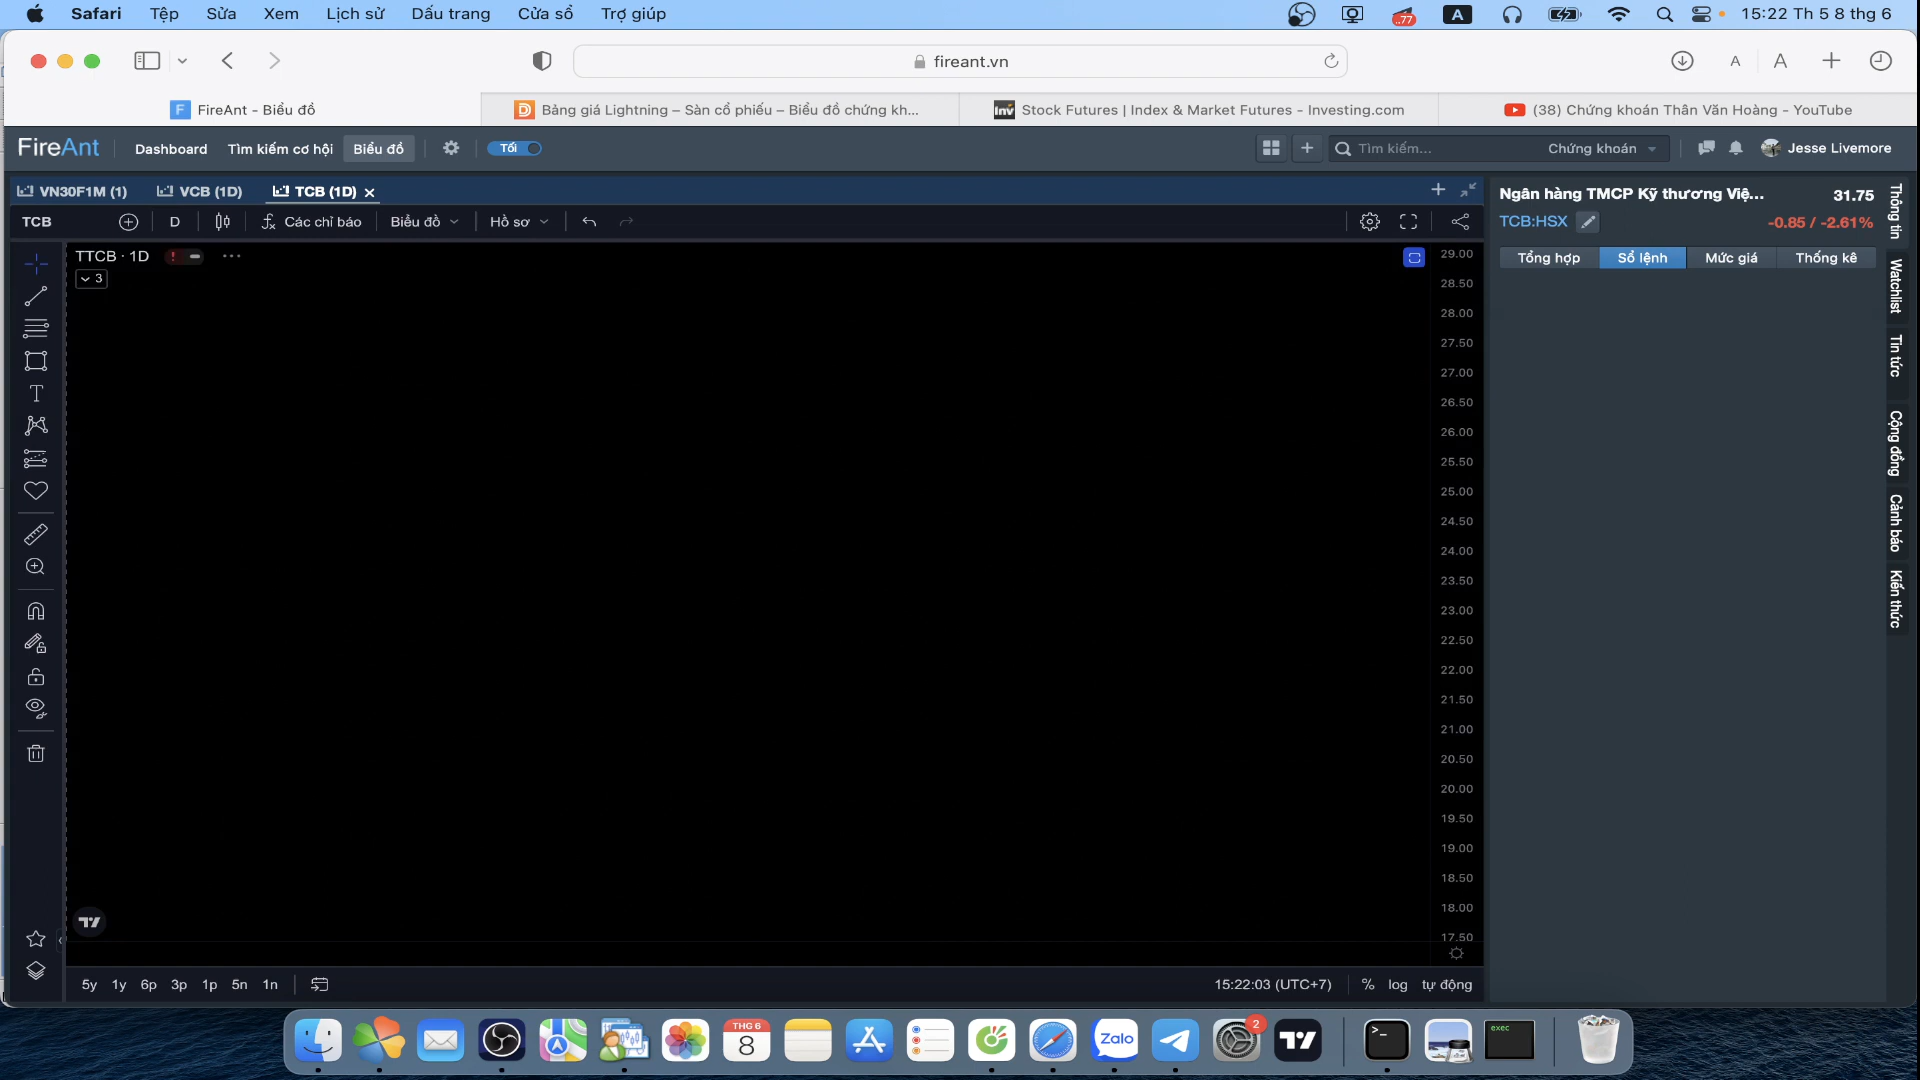 Safari Tệp Sửa Xem Lịch sử Dấu trang Cửa sổ Trợ giúp ..77 A 15:22 Th 5 8 thg 6
fireant.vn A A
F FireAnt - Biểu đồ
Bảng giá Lightning – Sàn cổ phiếu – Biểu đồ chứng kh...
Inv Stock Futures | Index & Market Futures - Investing.com
(38) Chứng khoán Thân Văn Hoàng - YouTube
FireAnt Dashboard Tìm kiếm cơ hội Biểu đồ Tối Tìm kiếm... Chứng khoán Jesse Livemore
VN30F1M (1) VCB (1D) TCB (1D)
TCB D Các chỉ báo Biểu đồ Hồ sơ
TTCB · 1D
3
29.00
28.50
28.00
27.50
27.00
26.50
26.00
25.50
25.00
24.50
24.00
23.50
23.00
22.50
22.00
21.50
21.00
20.50
20.00
19.50
19.00
18.50
18.00
17.50
5y 1y 6p 3p 1p 5n 1n 15:22:03 (UTC+7) % log tự động
Ngân hàng TMCP Kỹ thương Việ... 31.75
TCB:HSX -0.85 / -2.61%
Tổng hợp Sổ lệnh Mức giá Thống kê
Thông tin
Watchlist
Tin tức
Cộng đồng
Cảnh báo
Kiến thức
THG 6
8
Zalo
2
exec